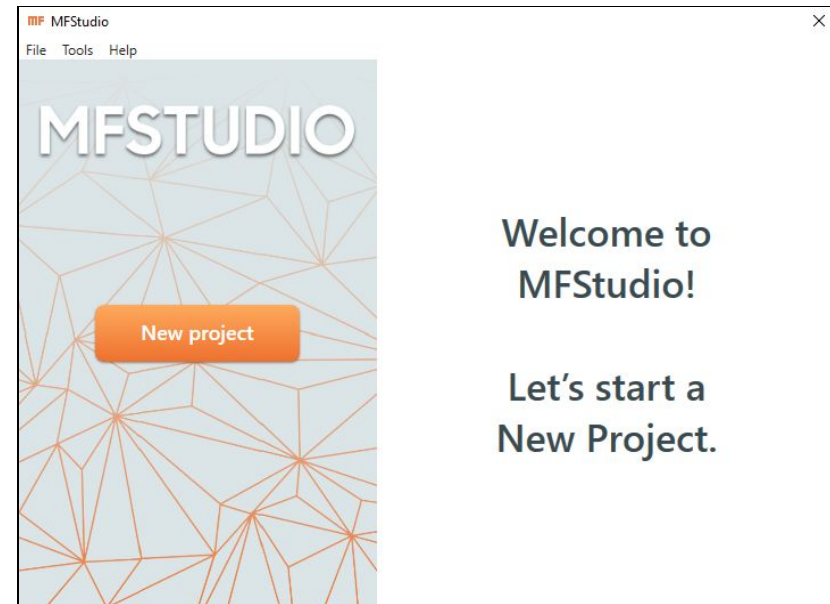 MF MFStudio
File Tools Help
MFSTUDIO
New project
Welcome to
MFStudio!
Let's start a
New Project.